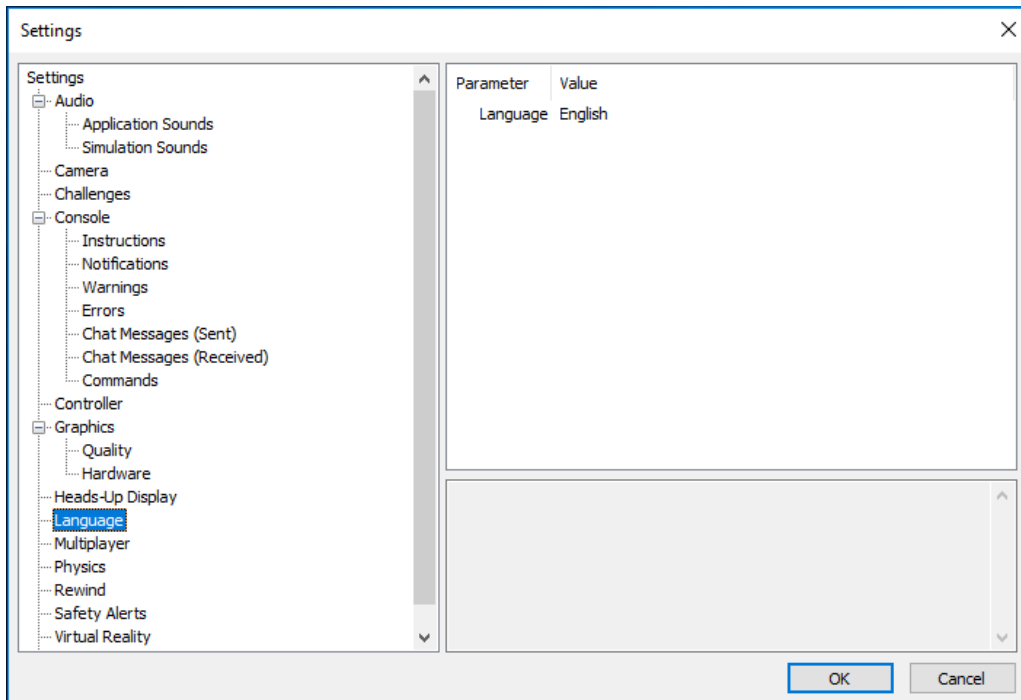 Settings
Settings
Audio
Application Sounds
Simulation Sounds
Camera
Challenges
Console
Instructions
Notifications
Warnings
Errors
Chat Messages (Sent)
Chat Messages (Received)
Commands
Controller
Graphics
Quality
Hardware
Heads-Up Display
Language
Multiplayer
Physics
Rewind
Safety Alerts
Virtual Reality
Parameter Value
Language English
OK Cancel